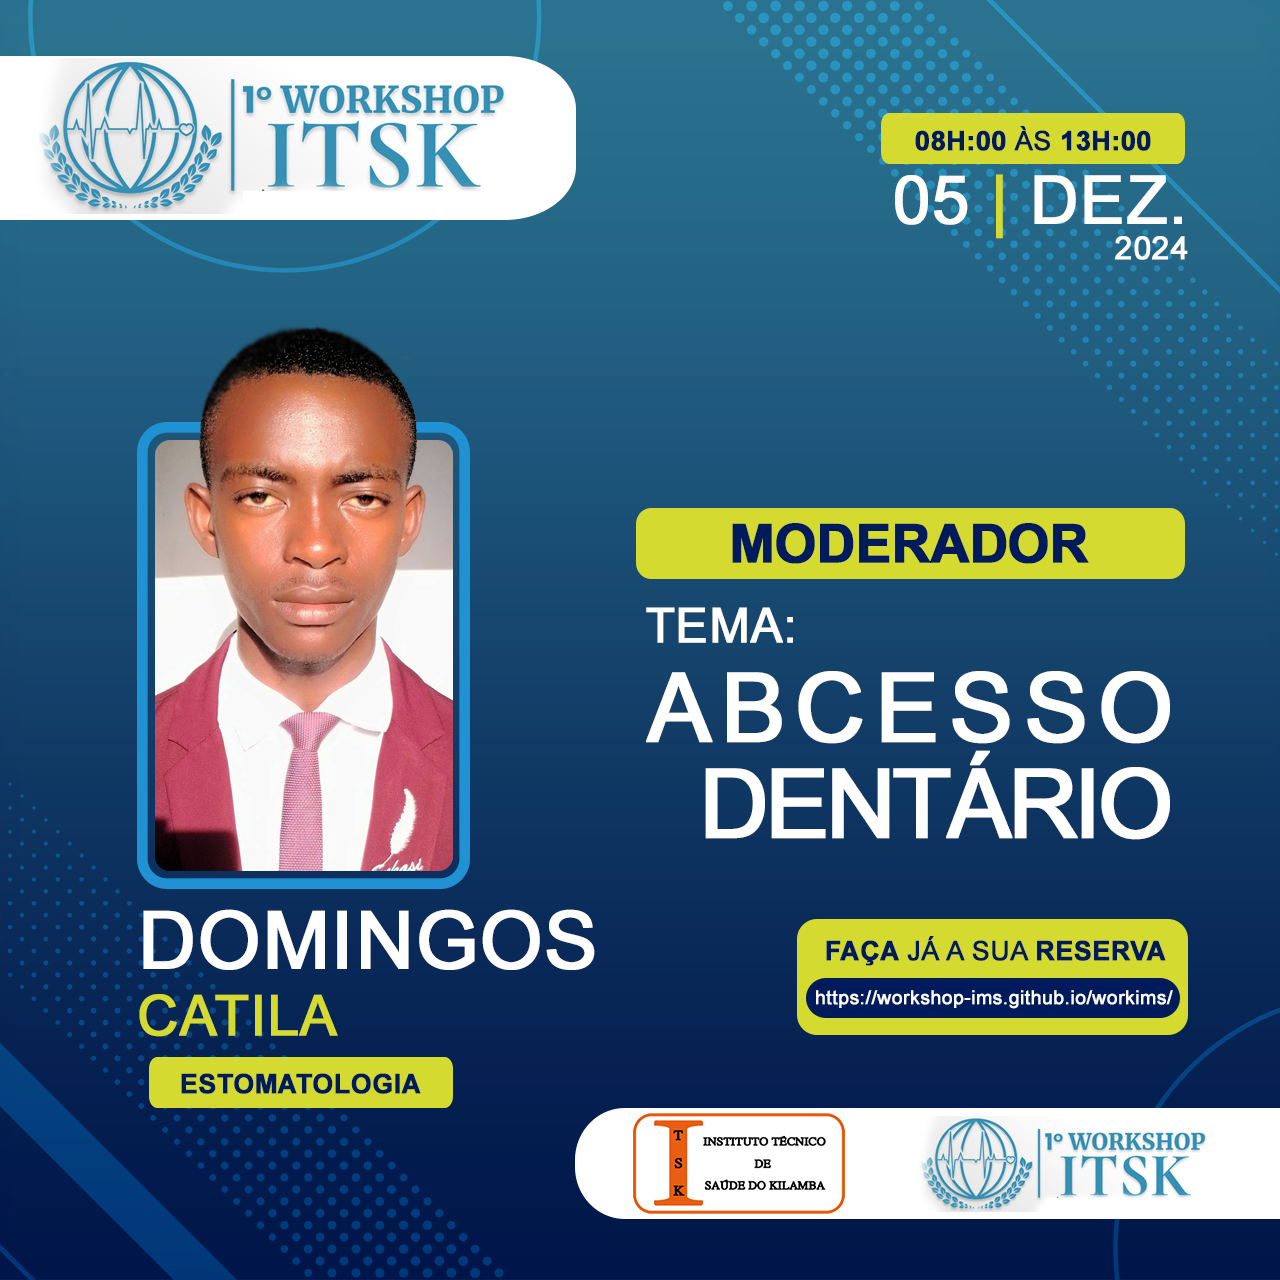 1º WORKSHOP
ITSK
08H:00 ÀS 13H:00
05 | DEZ.
2024
MODERADOR
TEMA:
ABCESSO
DENTÁRIO
DOMINGOS
CATILA
ESTOMATOLOGIA
FAÇA JÁ A SUA RESERVA
https://workshop-ims.github.io/workims/
T
S
K
INSTITUTO TÉCNICO
DE
SAÚDE DO KILAMBA
1º WORKSHOP
ITSK